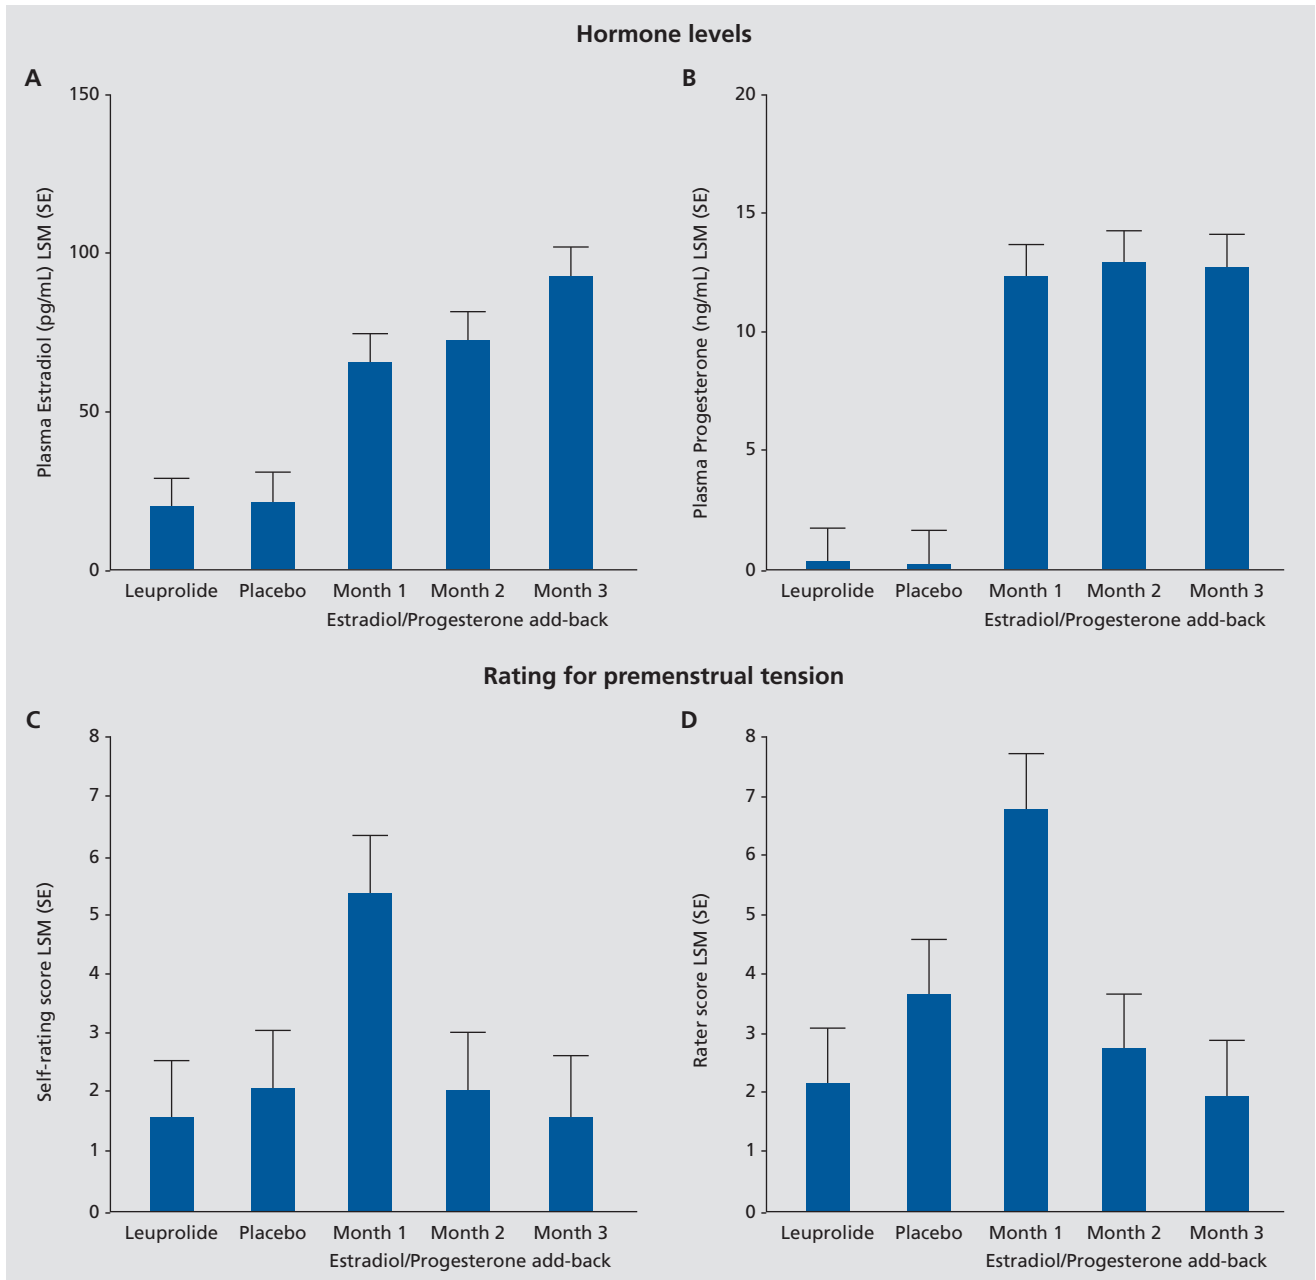 Hormone levels
A
Plasma Estradiol (pg/mL) LSM (SE)
150
100
50
0
Leuprolide Placebo Month 1 Month 2 Month 3
Estradiol/Progesterone add-back
B
Plasma Progesterone (ng/mL) LSM (SE)
20
15
10
5
0
Leuprolide Placebo Month 1 Month 2 Month 3
Estradiol/Progesterone add-back
Rating for premenstrual tension
C
Self-rating score LSM (SE)
8
7
6
5
4
3
2
1
0
Leuprolide Placebo Month 1 Month 2 Month 3
Estradiol/Progesterone add-back
D
Rater score LSM (SE)
8
7
6
5
4
3
2
1
0
Leuprolide Placebo Month 1 Month 2 Month 3
Estradiol/Progesterone add-back